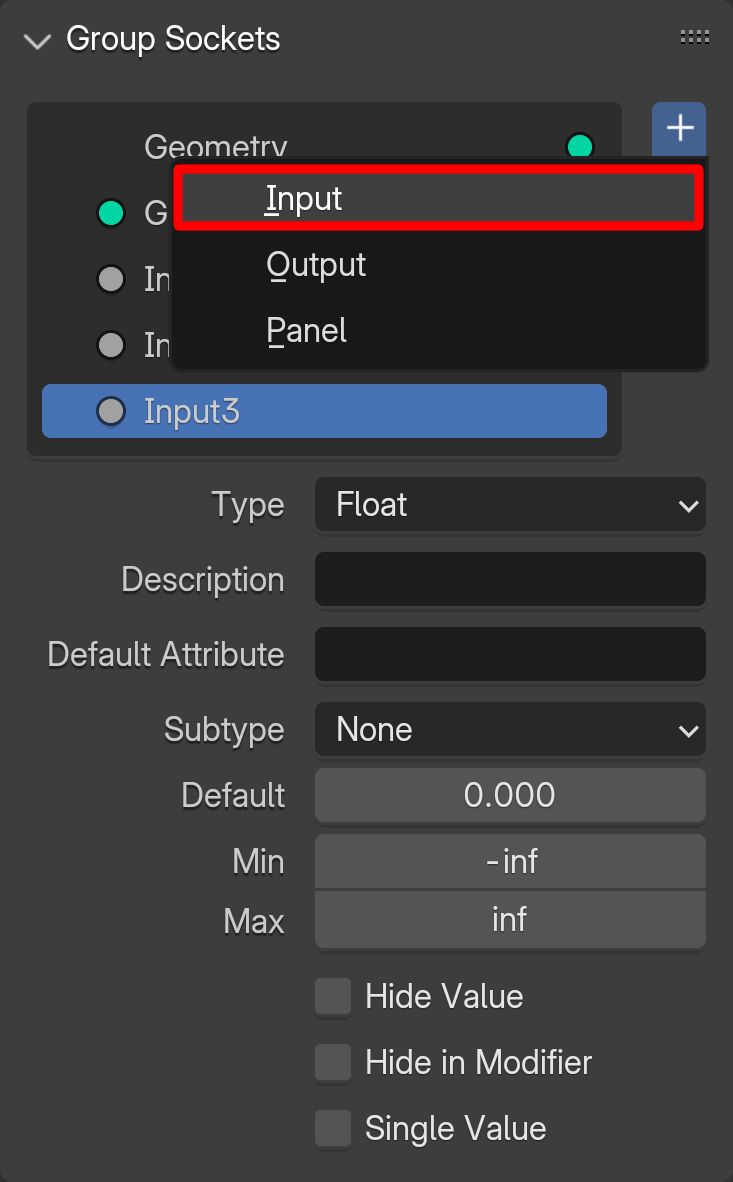 Group Sockets
Geometry
Input
G
Output
In
Panel
In
Input3
Type Float
Description
Default Attribute
Subtype None
Default 0.000
Min -inf
Max inf
Hide Value
Hide in Modifier
Single Value